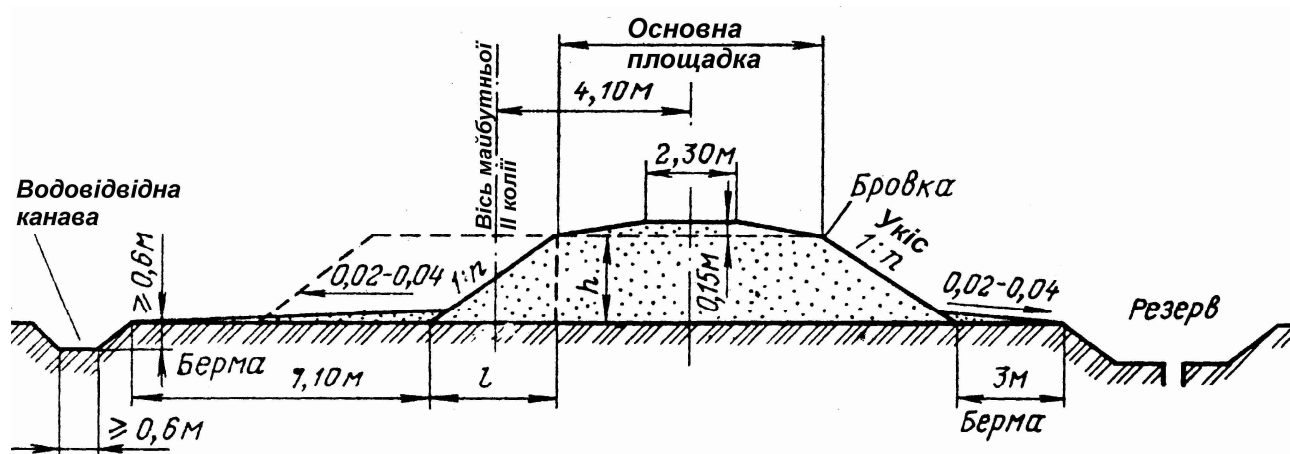 Основна
площадка
Вісь майбутньої
ІІ колії
4,10м
2,30м
Водовідвідна
канава
Бровка
Укіс
1:n
≥0,6м
0,02-0,04
1:n
h
0,15м
0,02-0,04
Резерв
Берма
7,10м
l
3м
Берма
≥0,6м